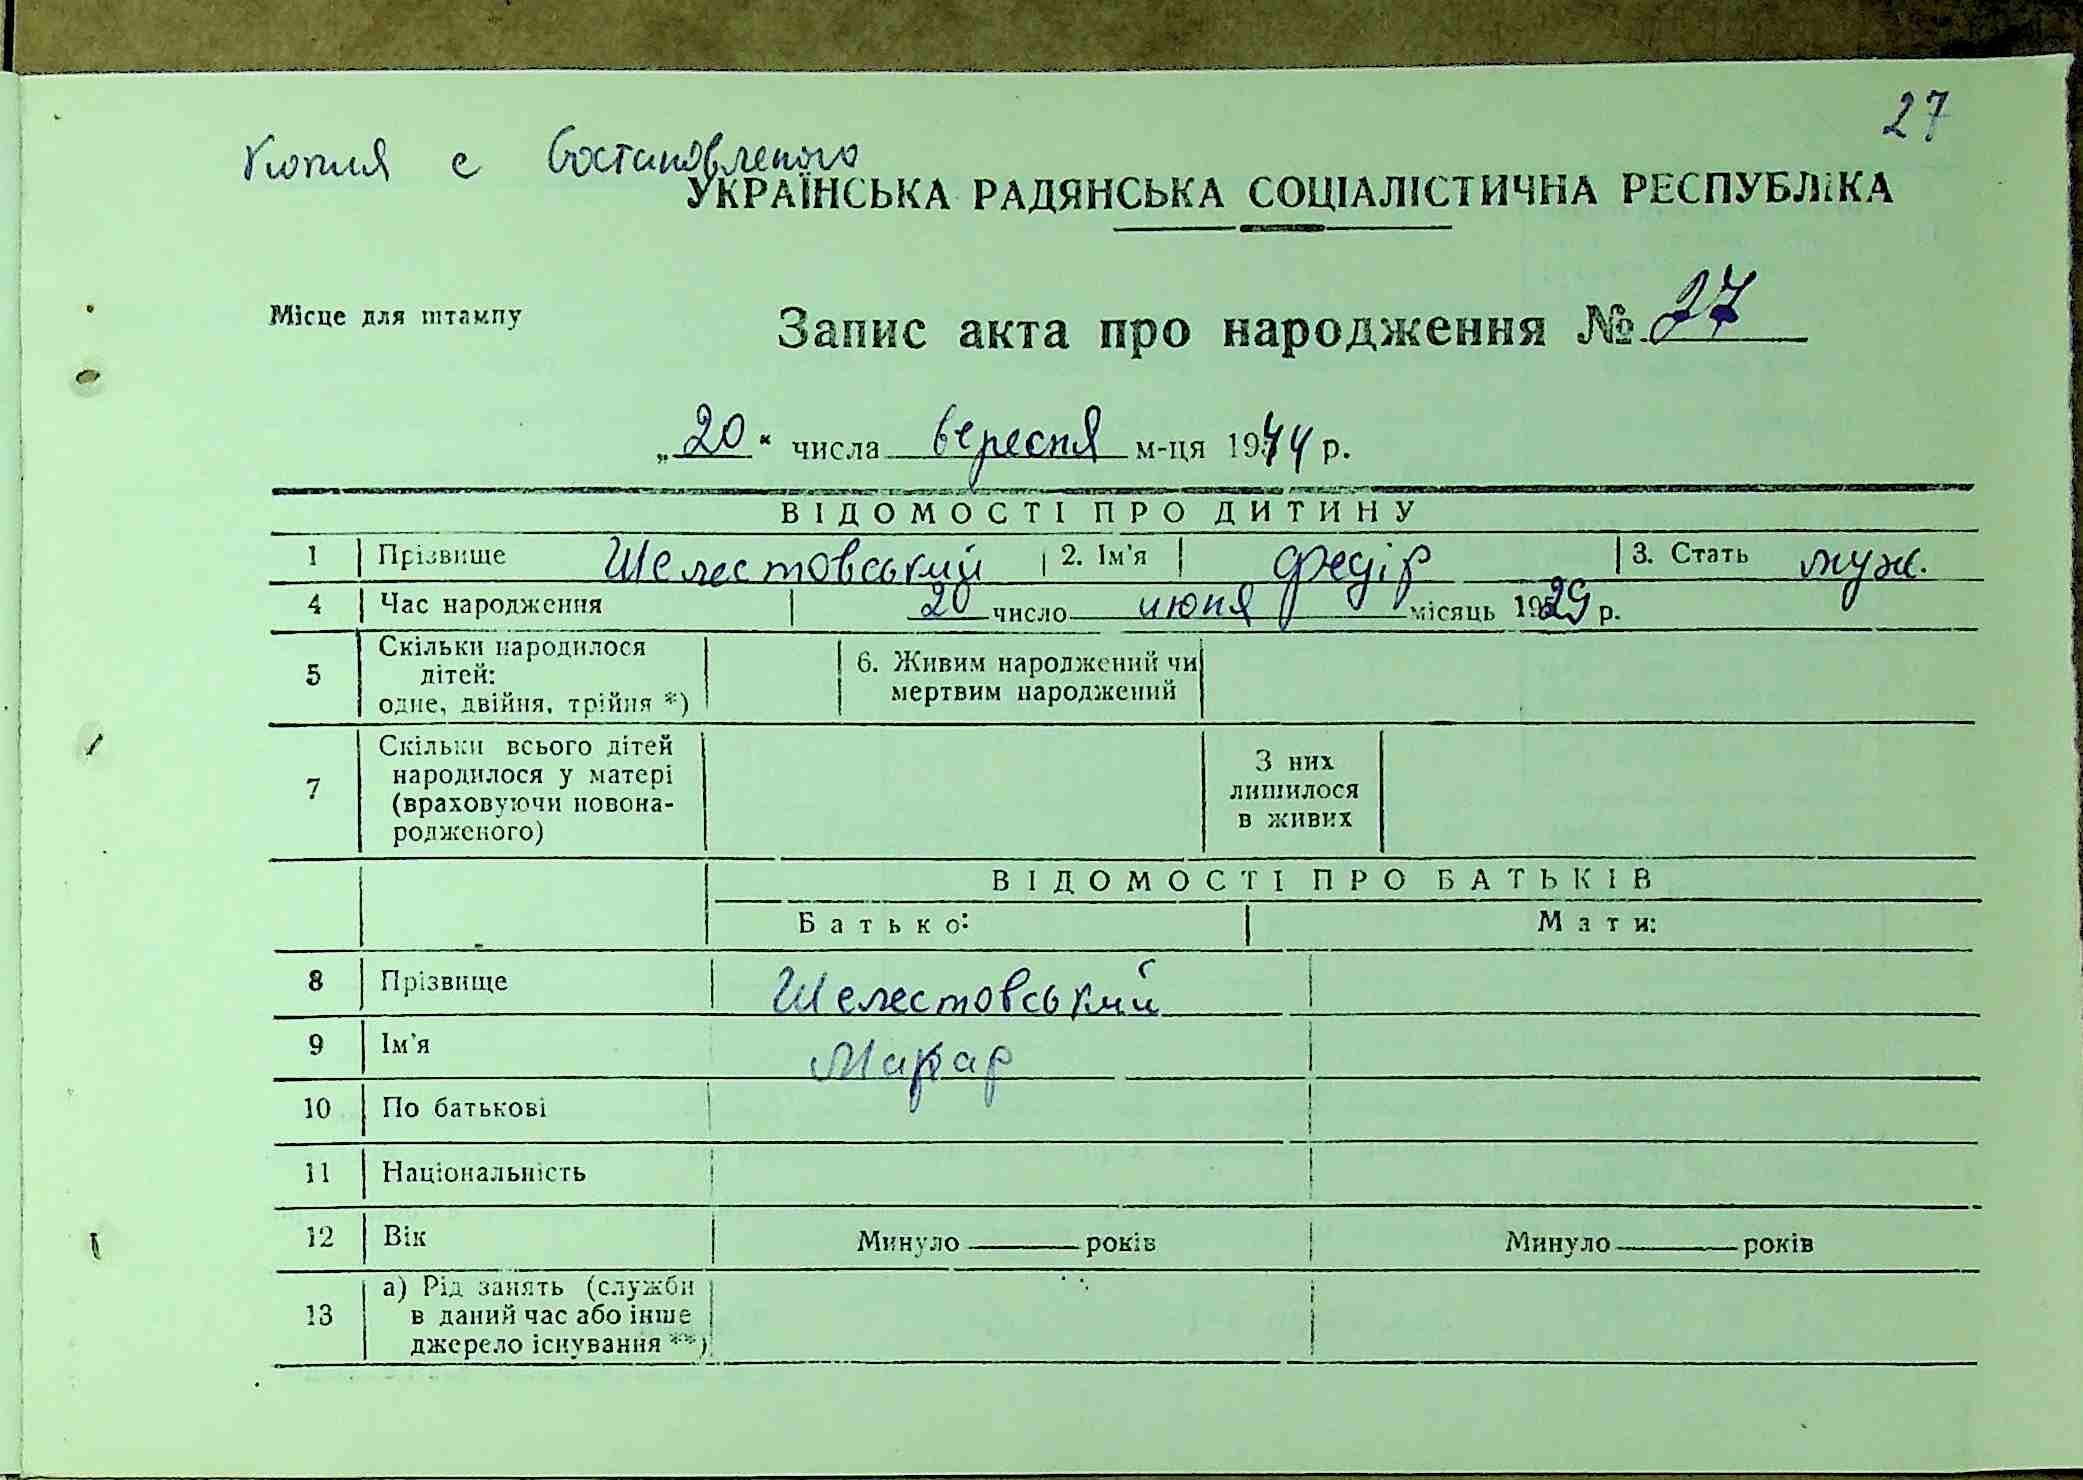 27
Копия с Востановленого
УКРАЇНСЬКА РАДЯНСЬКА СОЦІАЛІСТИЧНА РЕСПУБЛІКА
Місце для штампу
Запис акта про народження № 27
„20“ числа вересня м-ця 1944 р.
ВІДОМОСТІ ПРО ДИТИНУ
1 Прізвище Шелестовський 2. Ім'я Федір 3. Стать муж.
4 Час народження 20 число июня місяць 1929 р.
5 Скільки народилося дітей: одне, двійня, трійня *) 6. Живим народжений чи мертвим народжений
7 Скільки всього дітей народилося у матері (враховуючи новонародженого) З них лишилося в живих
ВІДОМОСТІ ПРО БАТЬКІВ
Батько: Мати:
8 Прізвище Шелестовський
9 Ім'я Макар
10 По батькові
11 Національність
12 Вік Минуло років Минуло років
13 а) Рід занять (служби в даний час або інше джерело існування **)